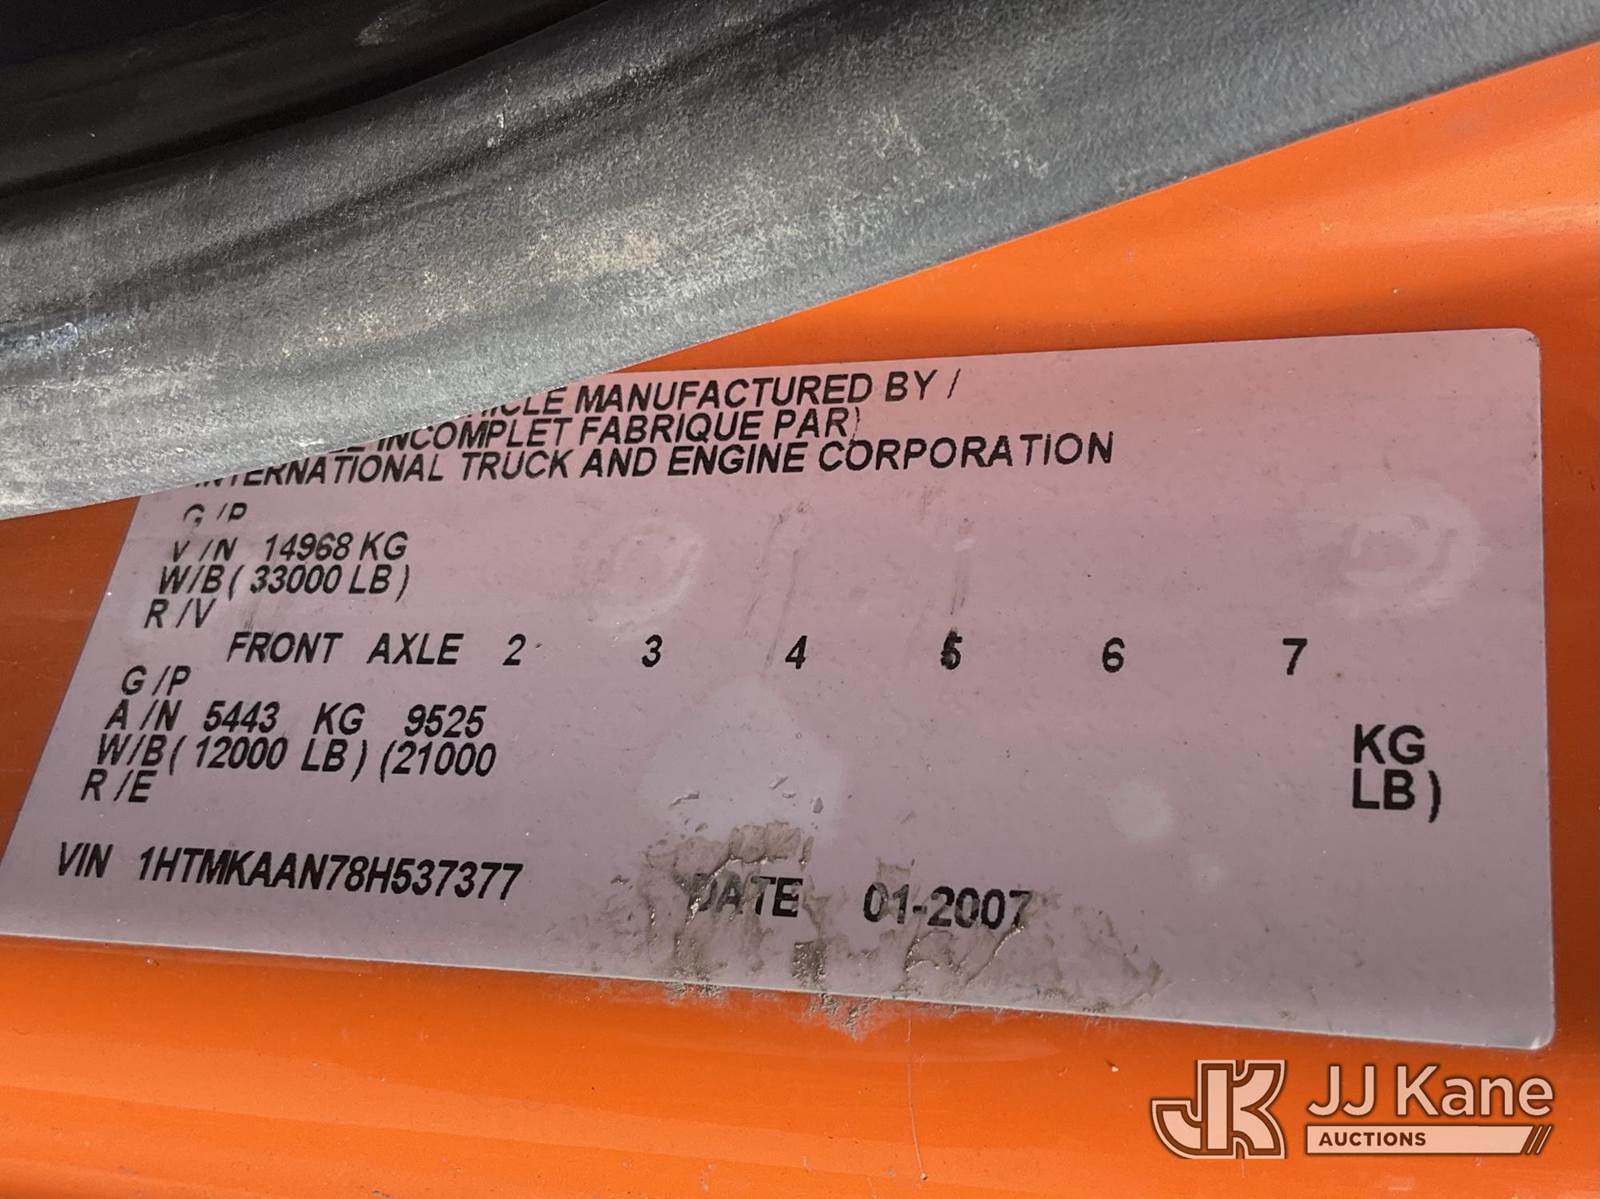 MANUFACTURED BY /
INCOMPLET FABRIQUE PAR)
INTERNATIONAL TRUCK AND ENGINE CORPORATION
G /P
V /N 14968 KG
W/B ( 33000 LB )
R /V
FRONT AXLE 2 3 4 5 6 7
G /P
A /N 5443 KG 9525 KG
W/B ( 12000 LB ) (21000 LB )
R /E
VIN 1HTMKAAN78H537377 DATE 01-2007
JK JJ Kane
AUCTIONS